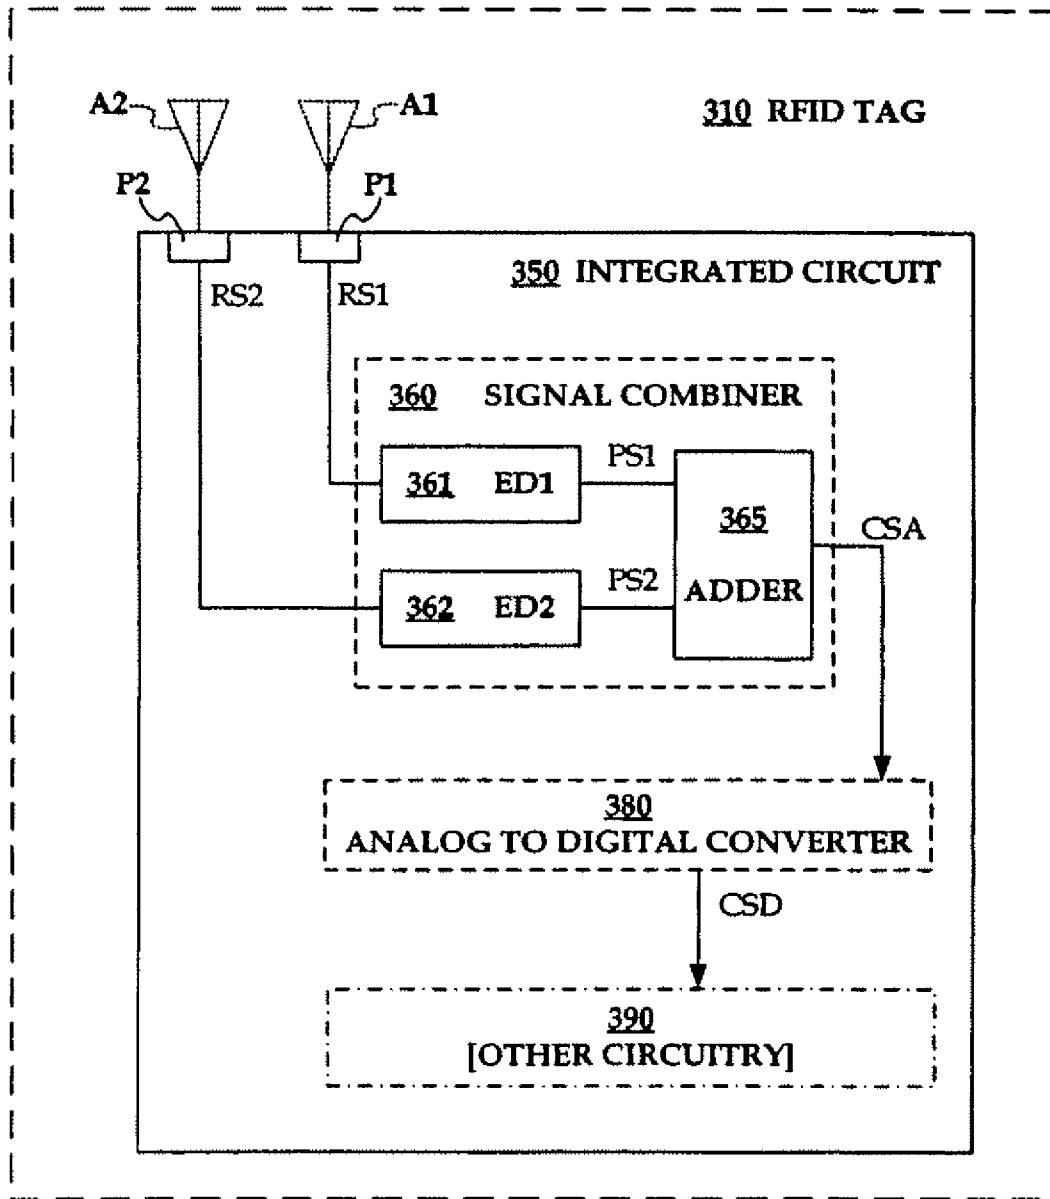 A2
A1
310 RFID TAG
P2
P1
350 INTEGRATED CIRCUIT
RS2
RS1
360 SIGNAL COMBINER
361 ED1
PS1
365
ADDER
CSA
362 ED2
PS2
380
ANALOG TO DIGITAL CONVERTER
CSD
390
[OTHER CIRCUITRY]